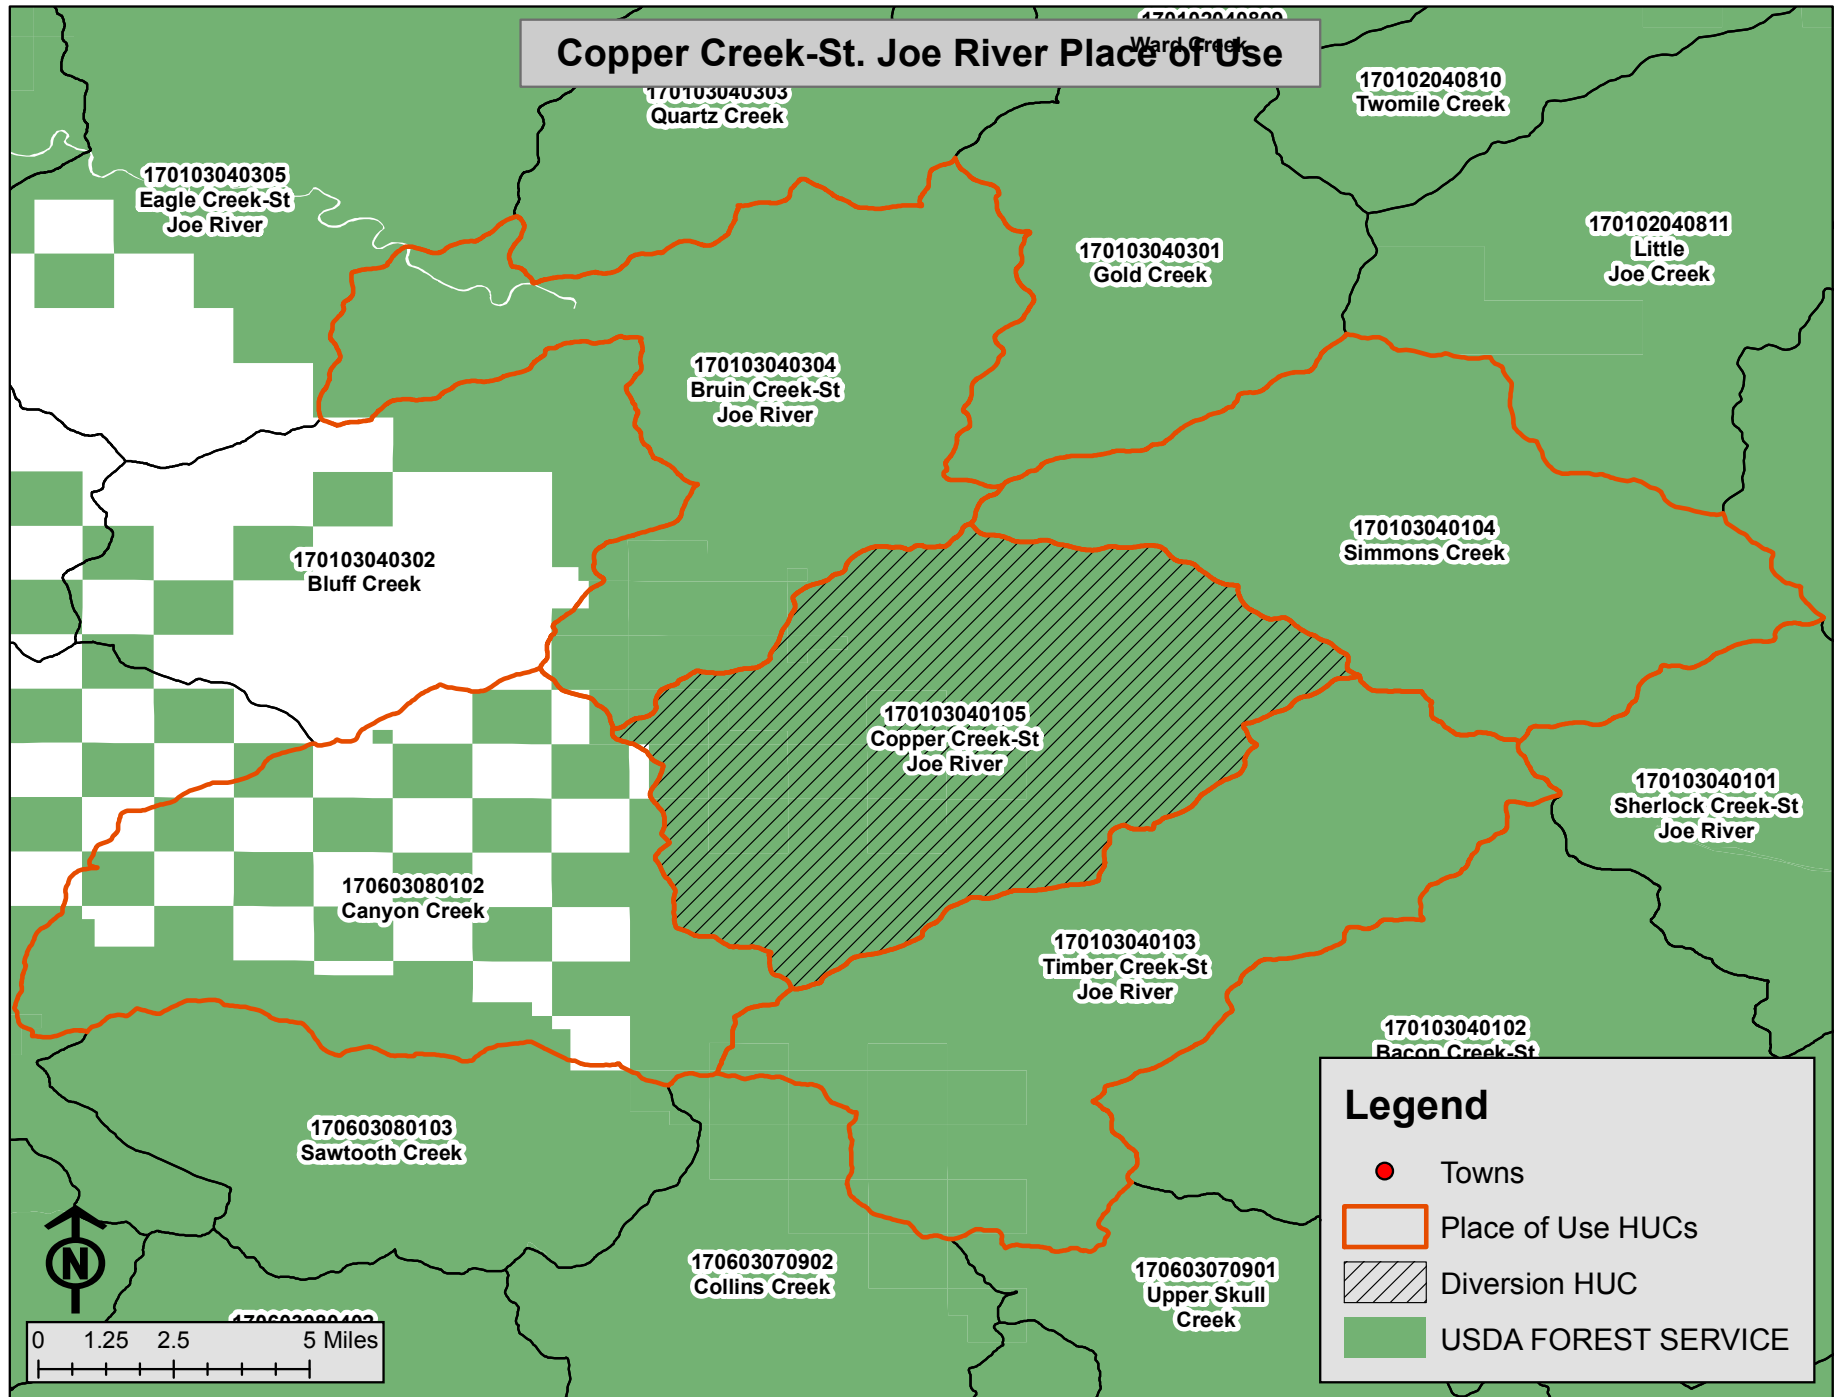 170102040809
Ward Creek
Copper Creek-St. Joe River Place of Use
170102040810
Twomile Creek
170103040303
Quartz Creek
170103040305
Eagle Creek-St
Joe River
170102040811
Little
Joe Creek
170103040301
Gold Creek
170103040304
Bruin Creek-St
Joe River
170103040104
Simmons Creek
170103040302
Bluff Creek
170103040105
Copper Creek-St
Joe River
170103040101
Sherlock Creek-St
Joe River
170603080102
Canyon Creek
170103040103
Timber Creek-St
Joe River
170103040102
Bacon Creek-St
170603080103
Sawtooth Creek
170603070902
Collins Creek
170603070901
Upper Skull
Creek
170603080402
Legend
Towns
Place of Use HUCs
Diversion HUC
USDA FOREST SERVICE
N
0 1.25 2.5 5 Miles